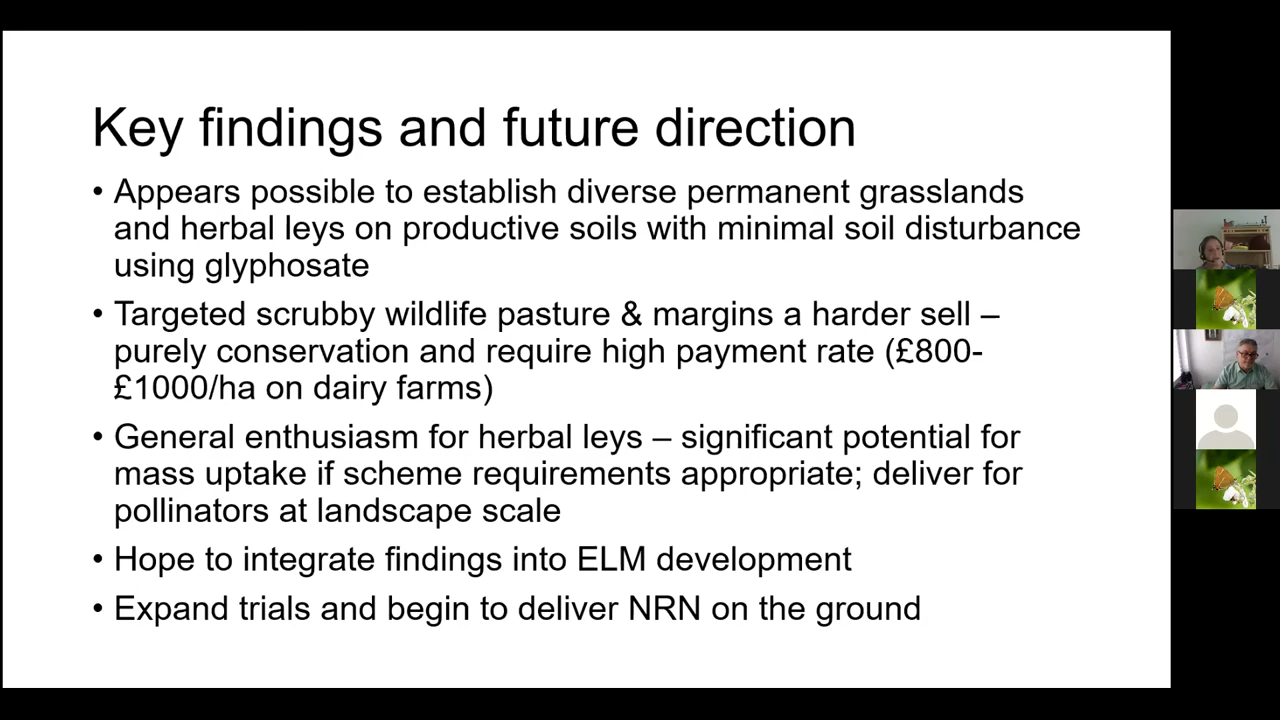 Key findings and future direction
• Appears possible to establish diverse permanent grasslands
and herbal leys on productive soils with minimal soil disturbance
using glyphosate
• Targeted scrubby wildlife pasture & margins a harder sell –
purely conservation and require high payment rate (£800-
£1000/ha on dairy farms)
• General enthusiasm for herbal leys – significant potential for
mass uptake if scheme requirements appropriate; deliver for
pollinators at landscape scale
• Hope to integrate findings into ELM development
• Expand trials and begin to deliver NRN on the ground